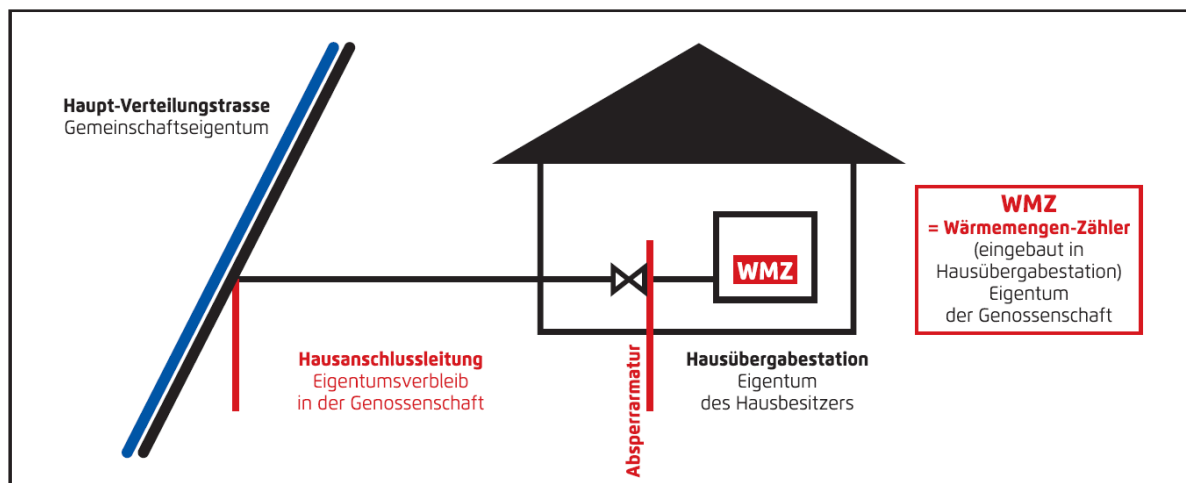 Haupt-Verteilungstrasse
Gemeinschaftseigentum
WMZ
Hausanschlussleitung
Eigentumsverbleib
in der Genossenschaft
Absperrarmatur
Hausübergabestation
Eigentum
des Hausbesitzers
WMZ
= Wärmemengen-Zähler
(eingebaut in
Hausübergabestation)
Eigentum
der Genossenschaft